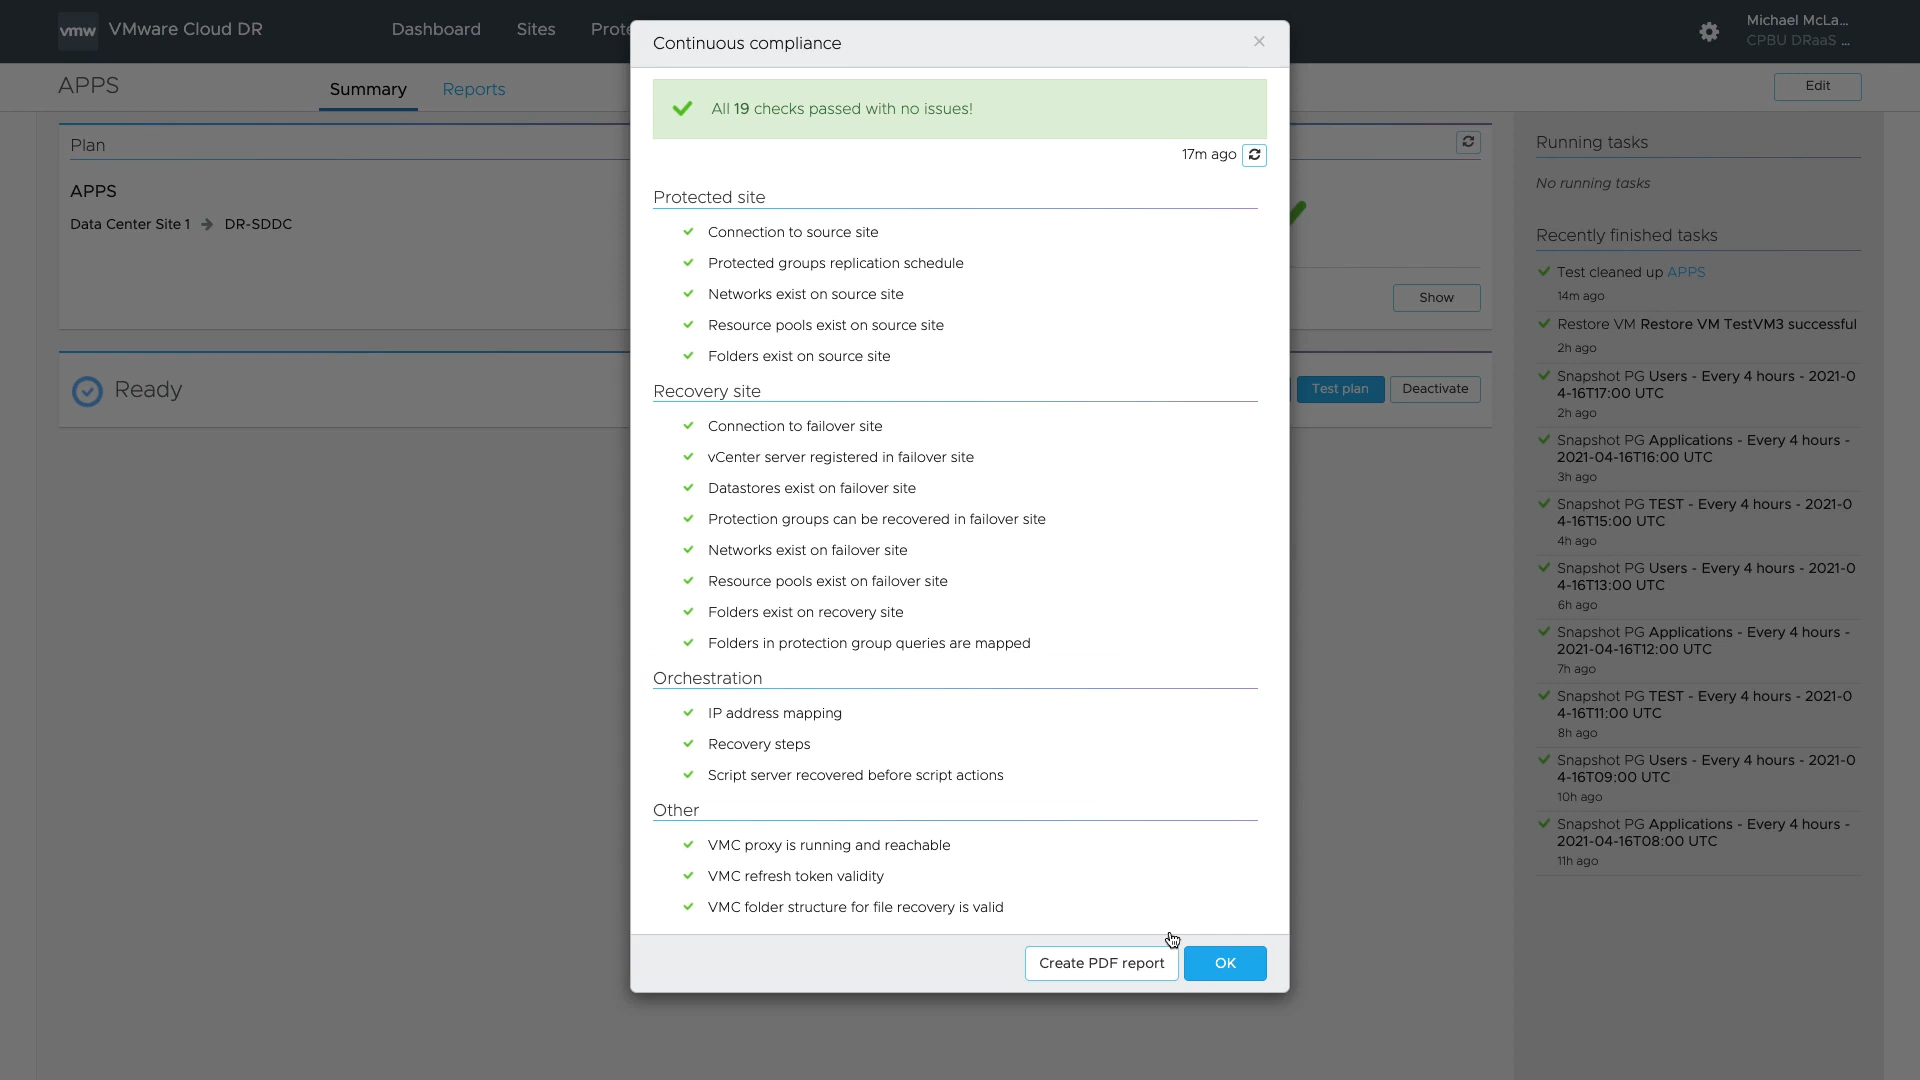 vmw VMware Cloud DR
Dashboard
Sites
Michael McLa...
CPBU DRaaS ...
APPS
Summary
Reports
Edit
Plan
APPS
Data Center Site 1 → DR-SDDC
Show
Ready
Test plan
Deactivate
Continuous compliance
All 19 checks passed with no issues!
17m ago
Protected site
Connection to source site
Protected groups replication schedule
Networks exist on source site
Resource pools exist on source site
Folders exist on source site
Recovery site
Connection to failover site
vCenter server registered in failover site
Datastores exist on failover site
Protection groups can be recovered in failover site
Networks exist on failover site
Resource pools exist on failover site
Folders exist on recovery site
Folders in protection group queries are mapped
Orchestration
IP address mapping
Recovery steps
Script server recovered before script actions
Other
VMC proxy is running and reachable
VMC refresh token validity
VMC folder structure for file recovery is valid
Create PDF report
OK
Running tasks
No running tasks
Recently finished tasks
Test cleaned up APPS
14m ago
Restore VM Restore VM TestVM3 successful
2h ago
Snapshot PG Users - Every 4 hours - 2021-0
4-16T17:00 UTC
2h ago
Snapshot PG Applications - Every 4 hours -
2021-04-16T16:00 UTC
3h ago
Snapshot PG TEST - Every 4 hours - 2021-0
4-16T15:00 UTC
4h ago
Snapshot PG Users - Every 4 hours - 2021-0
4-16T13:00 UTC
6h ago
Snapshot PG Applications - Every 4 hours -
2021-04-16T12:00 UTC
7h ago
Snapshot PG TEST - Every 4 hours - 2021-0
4-16T11:00 UTC
8h ago
Snapshot PG Users - Every 4 hours - 2021-0
4-16T09:00 UTC
10h ago
Snapshot PG Applications - Every 4 hours -
2021-04-16T08:00 UTC
11h ago